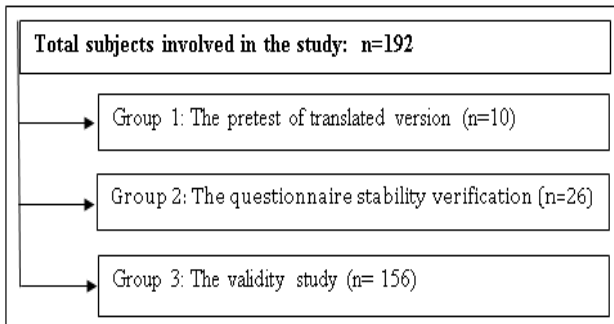 Total subjects involved in the study: n=192
Group 1: The pretest of translated version (n=10)
Group 2: The questionnaire stability verification (n=26)
Group 3: The validity study (n= 156)